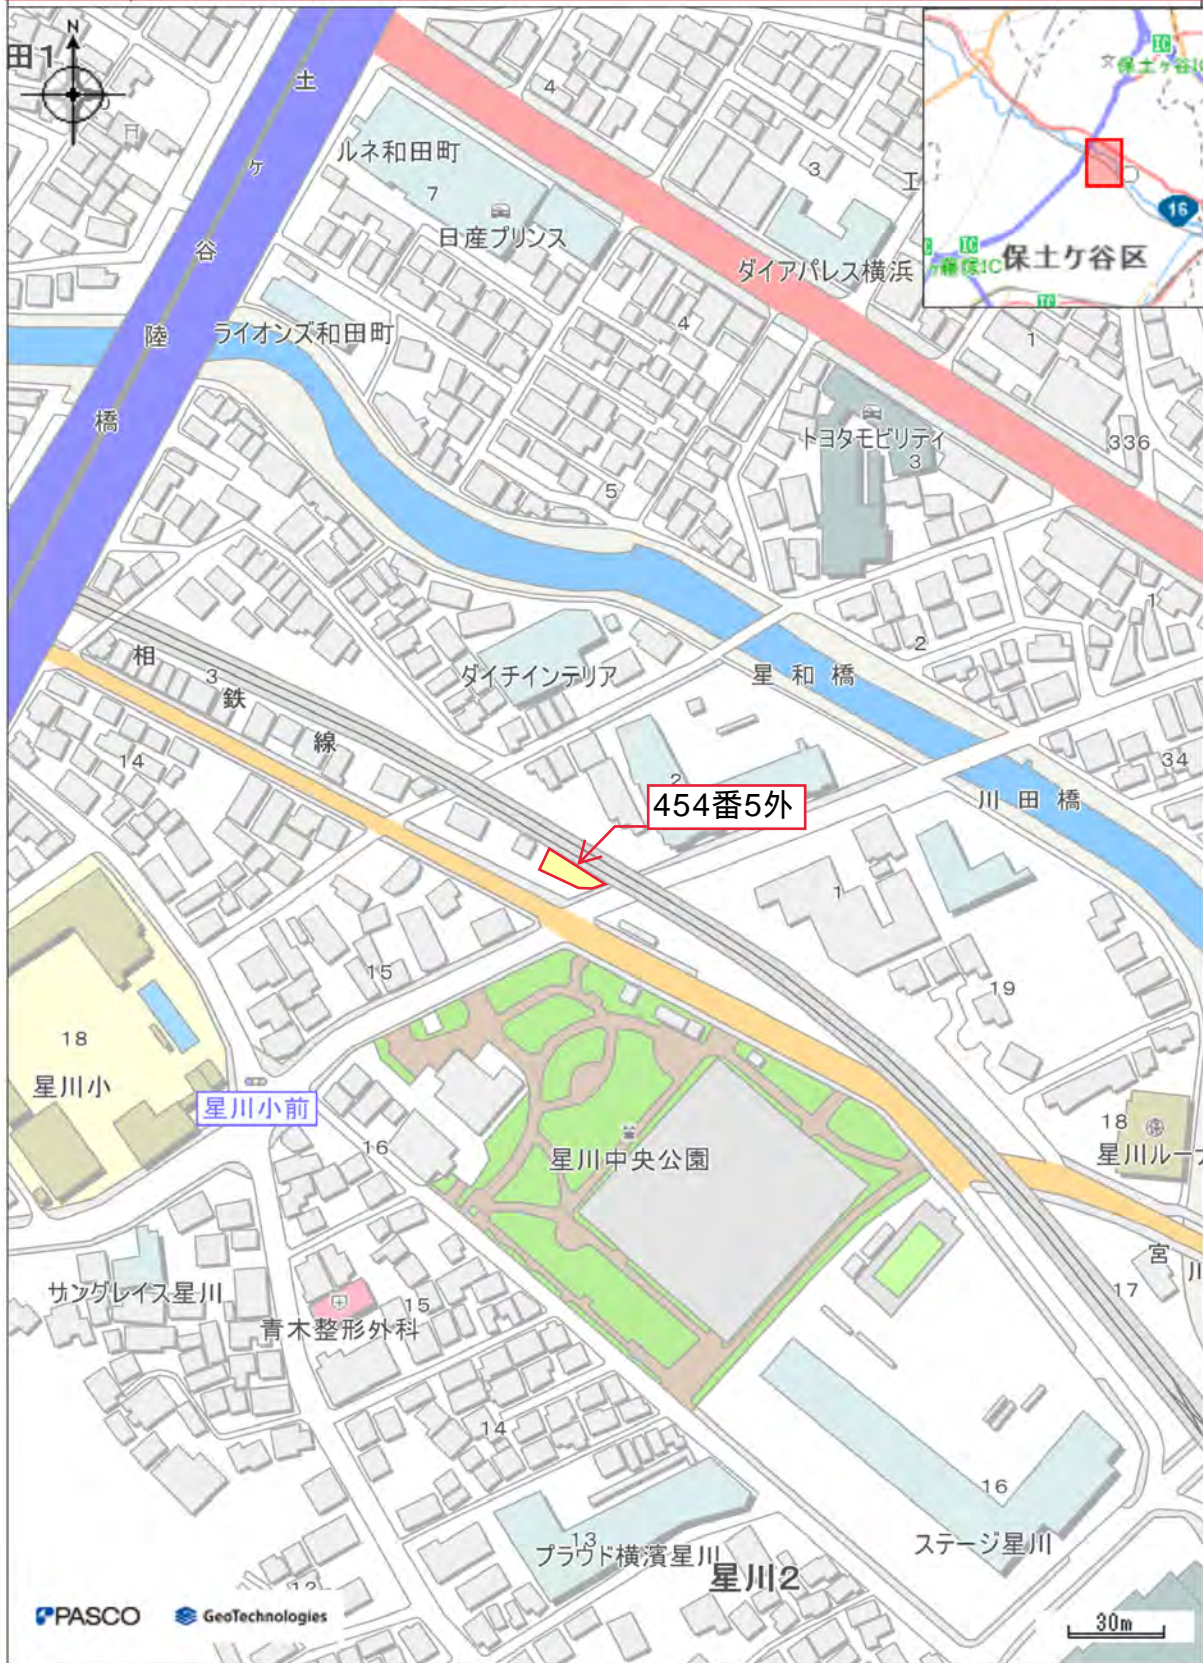 N
田1
土
ヶ
谷
陸
橋
4
ルネ和田町
7
日産プリンス
3
工
ダイアパレス横浜
IC
保土ヶ谷IC
16
IC
保土ケ谷区
IC
ライオンズ和田町
4
1
トヨタモビリティ
3
336
5
1
2
相
3
鉄
線
ダイチインテリア
星和橋
14
2
34
川田橋
454番5外
1
15
19
18
星川小
星川小前
16
星川中央公園
18
星川ルーフ
宮
川
17
サングレイス星川
15
青木整形外科
14
16
13
プラウド横濱星川
ステージ星川
星川2
12
PASCO
GeoTechnologies
30m